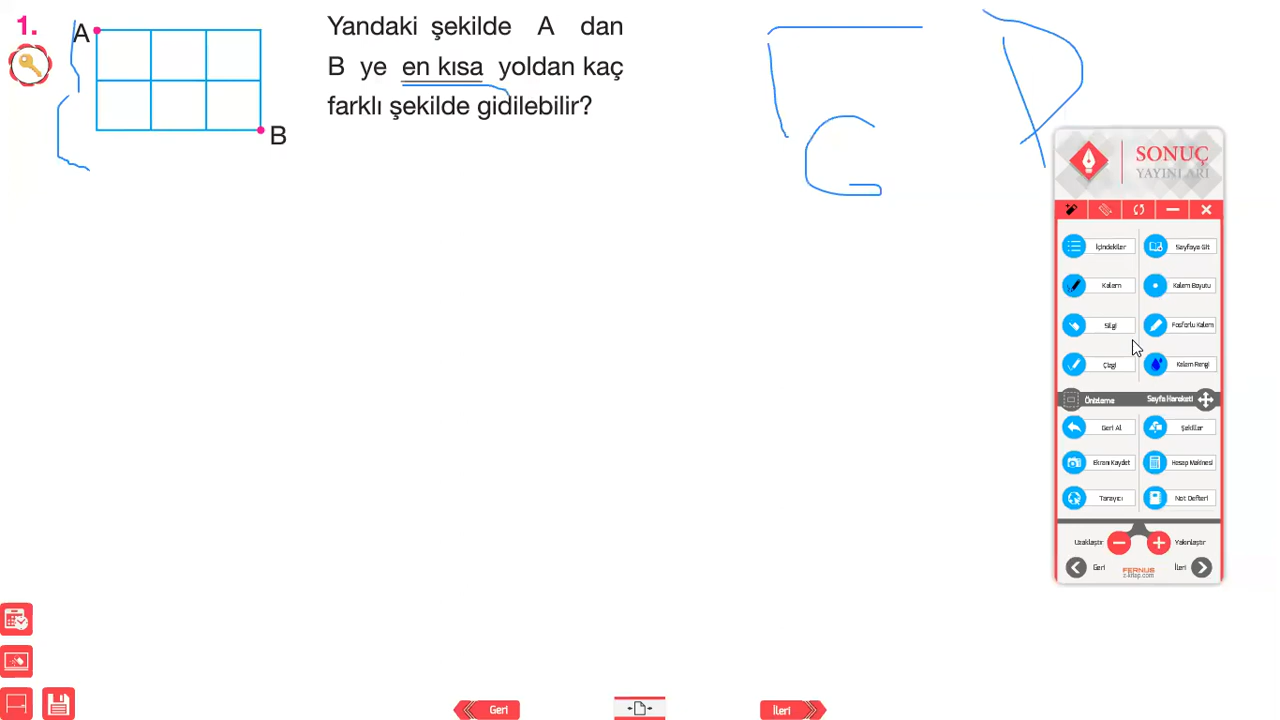 1.
A
B
Yandaki şekilde A dan
B ye en kısa yoldan kaç
farklı şekilde gidilebilir?
SONUÇ
YAYINLARI
İçindekiler
Sayfaya Git
Kalem
Kalem Boyutu
Silgi
Fosforlu Kalem
Çizgi
Kalem Rengi
Önizleme
Sayfa Hareketi
Geri Al
Şekiller
Ekranı Kaydet
Hesap Makinesi
Tarayıcı
Not Defteri
Uzaklaştır
Yakınlaştır
Geri
FERNUS
z-kitap.com
İleri
Geri
İleri